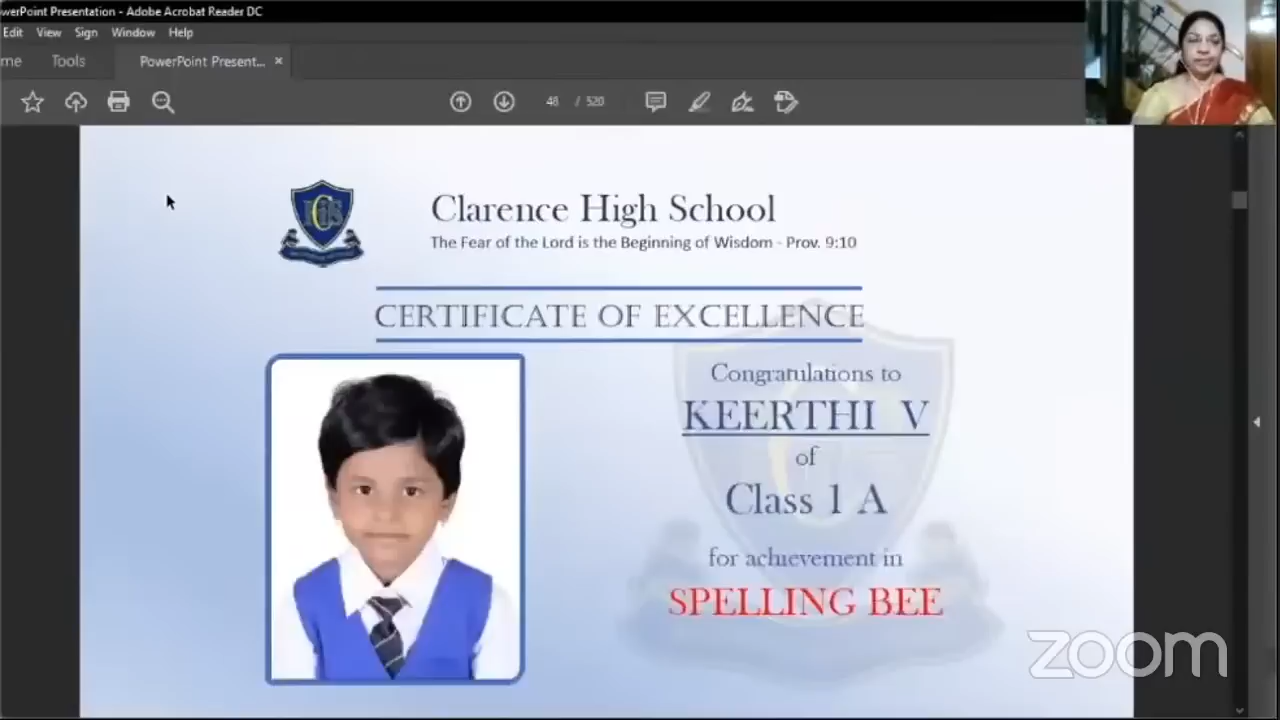 werPoint Presentation - Adobe Acrobat Reader DC
Edit View Sign Window Help
me Tools PowerPoint Present... ×
48 / 520
Clarence High School
The Fear of the Lord is the Beginning of Wisdom - Prov. 9:10
CERTIFICATE OF EXCELLENCE
Congratulations to
KEERTHI V
of
Class 1 A
for achievement in
SPELLING BEE
zoom